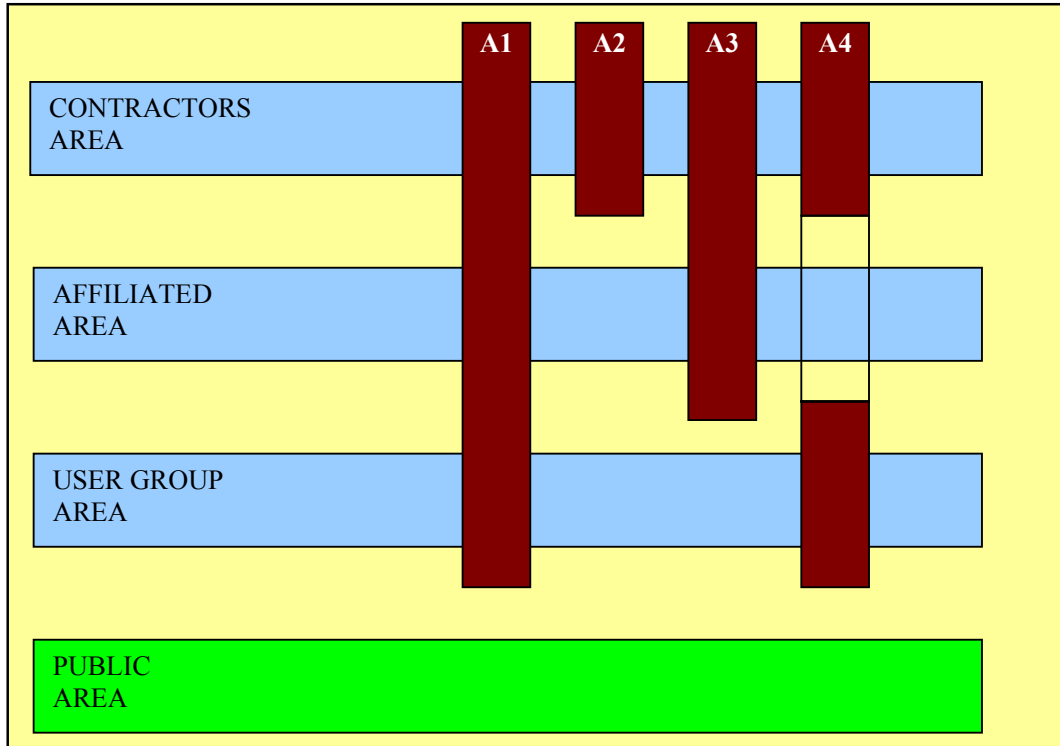 A1 A2 A3 A4
CONTRACTORS
AREA
AFFILIATED
AREA
USER GROUP
AREA
PUBLIC
AREA